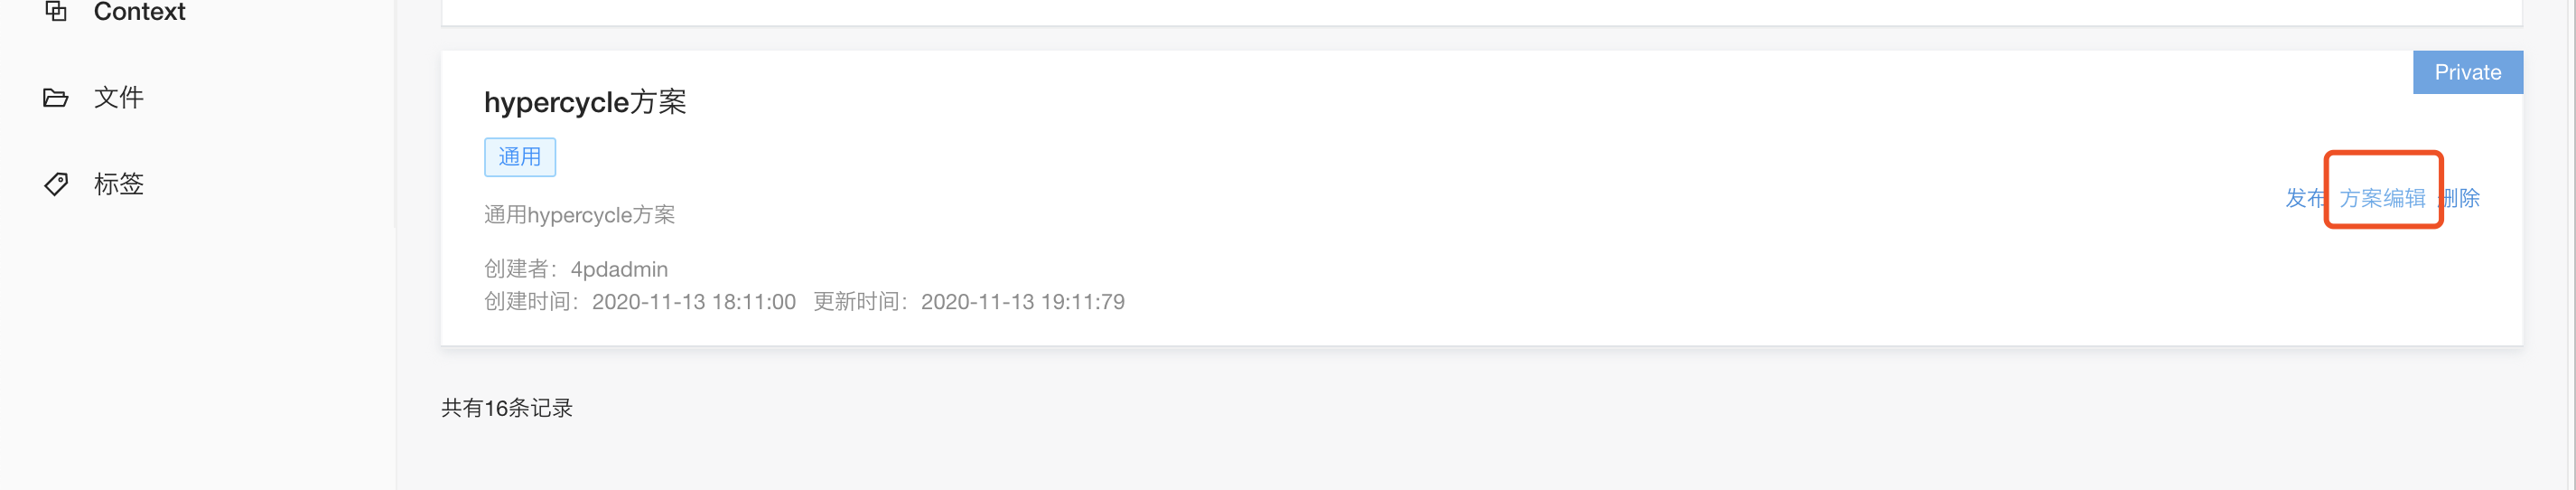 Context
文件
标签
Private
hypercycle方案
通用
通用hypercycle方案
发布 方案编辑 删除
创建者：4pdadmin
创建时间：2020-11-13 18:11:00 更新时间：2020-11-13 19:11:79
共有16条记录